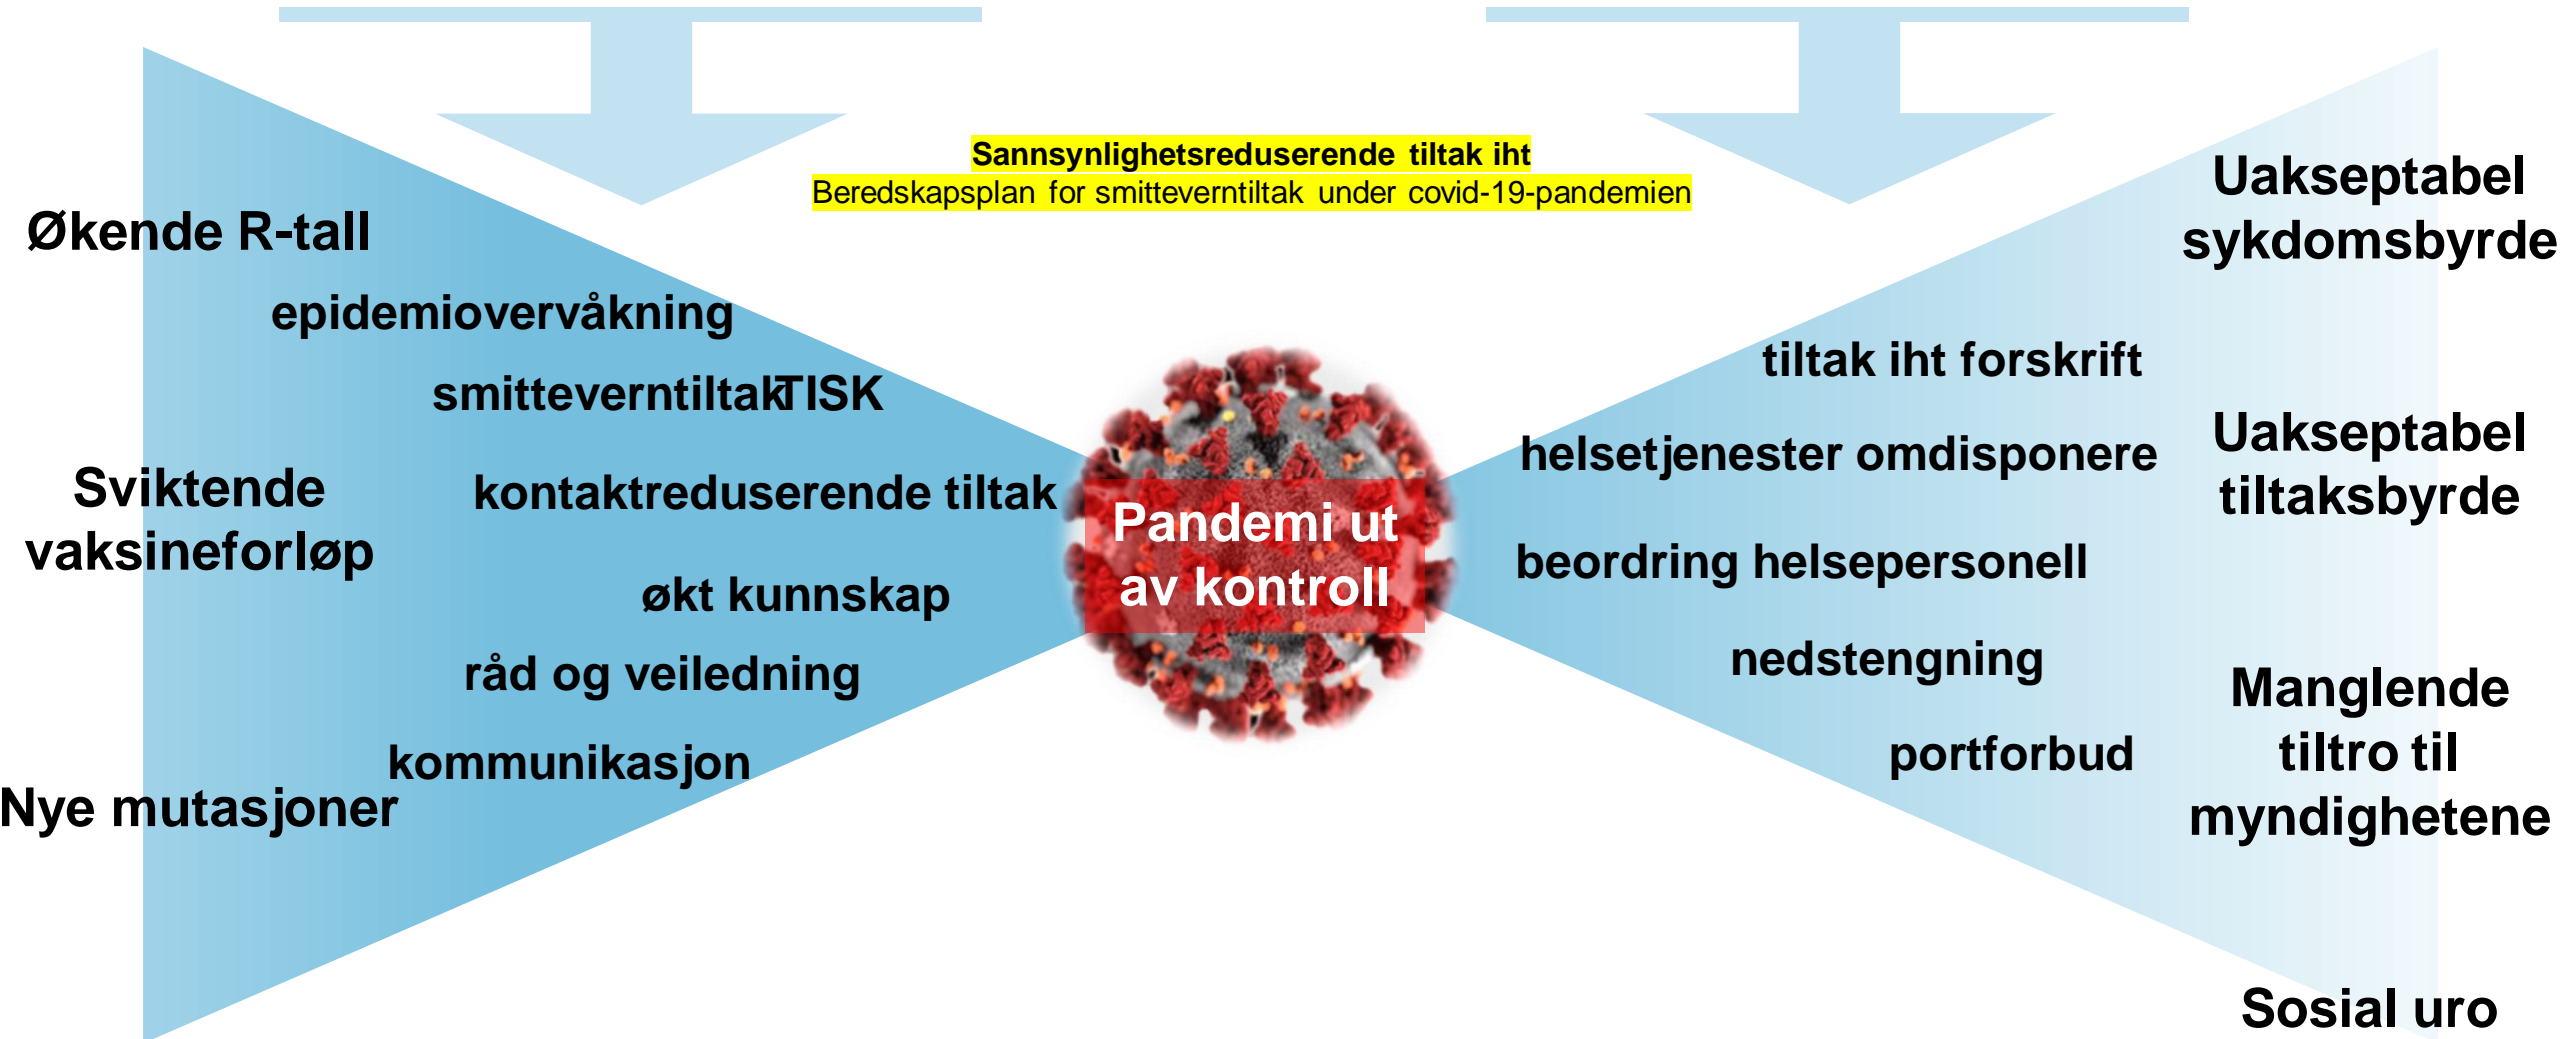 Sannsynlighetsreduserende tiltak iht
Beredskapsplan for smitteverntiltak under covid-19-pandemien
Økende R-tall
Sviktende
vaksineforløp
Nye mutasjoner
epidemiovervåkning
smitteverntiltak TISK
kontaktreduserende tiltak
økt kunnskap
råd og veiledning
kommunikasjon
Pandemi ut
av kontroll
tiltak iht forskrift
helsetjenester omdisponere
beordring helsepersonell
nedstengning
portforbud
Uakseptabel
sykdomsbyrde
Uakseptabel
tiltaksbyrde
Manglende
tiltro til
myndighetene
Sosial uro